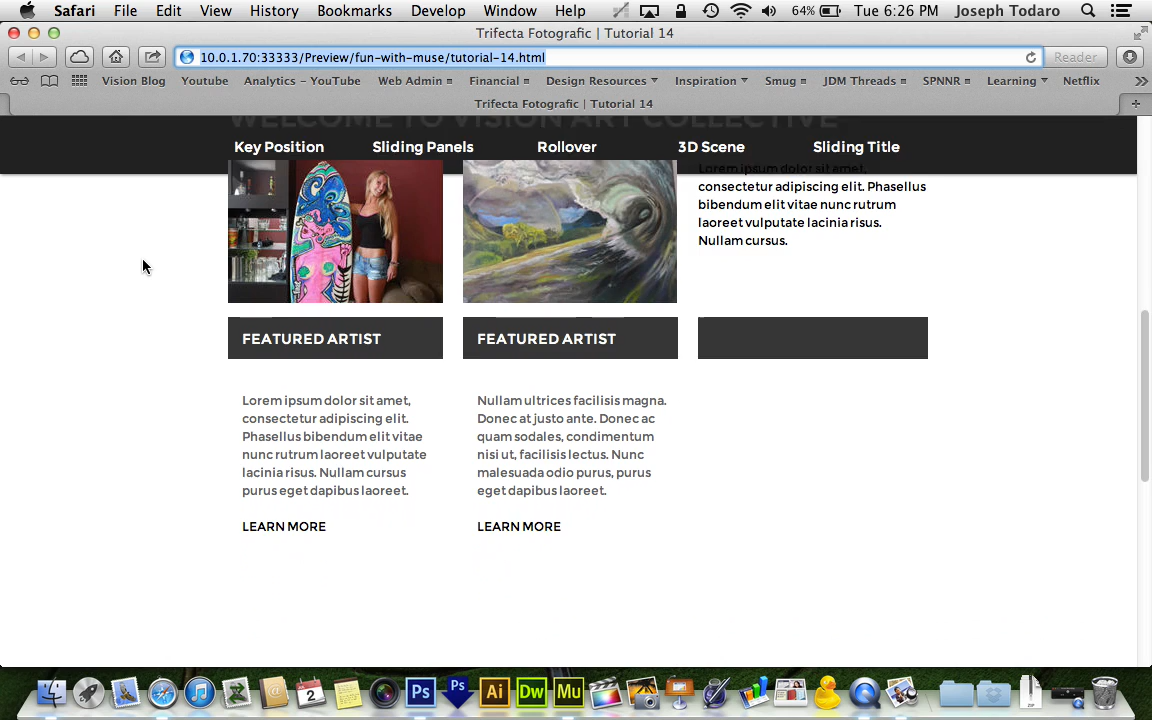 Safari File Edit View History Bookmarks Develop Window Help 64% Tue 6:26 PM Joseph Todaro
Trifecta Fotografic | Tutorial 14
10.0.1.70:33333/Preview/fun-with-muse/tutorial-14.html Reader
Vision Blog Youtube Analytics – YouTube Web Admin Financial Design Resources Inspiration Smug JDM Threads SPNNR Learning Netflix
Trifecta Fotografic | Tutorial 14
WELCOME TO VISION ART COLLECTIVE
Key Position Sliding Panels Rollover 3D Scene Sliding Title
Lorem ipsum dolor sit amet,
consectetur adipiscing elit. Phasellus
bibendum elit vitae nunc rutrum
laoreet vulputate lacinia risus.
Nullam cursus.
FEATURED ARTIST FEATURED ARTIST
Lorem ipsum dolor sit amet,
consectetur adipiscing elit.
Phasellus bibendum elit vitae
nunc rutrum laoreet vulputate
lacinia risus. Nullam cursus
purus eget dapibus laoreet.
LEARN MORE
Nullam ultrices facilisis magna.
Donec at justo ante. Donec ac
quam sodales, condimentum
nisi ut, facilisis lectus. Nunc
malesuada odio purus, purus
eget dapibus laoreet.
LEARN MORE
2 Ps Ai Dw Mu